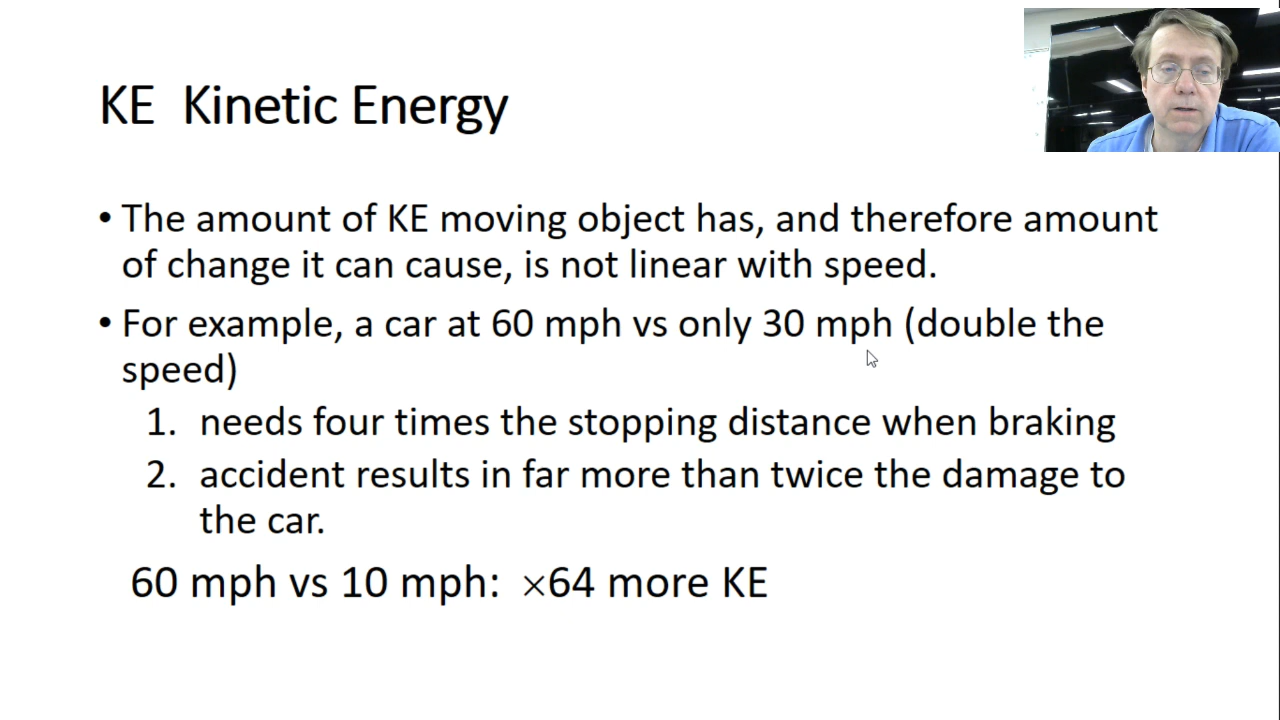 KE  Kinetic Energy
• The amount of KE moving object has, and therefore amount
of change it can cause, is not linear with speed.
• For example, a car at 60 mph vs only 30 mph (double the
speed)
1. needs four times the stopping distance when braking
2. accident results in far more than twice the damage to
the car.
60 mph vs 10 mph:  ×64 more KE